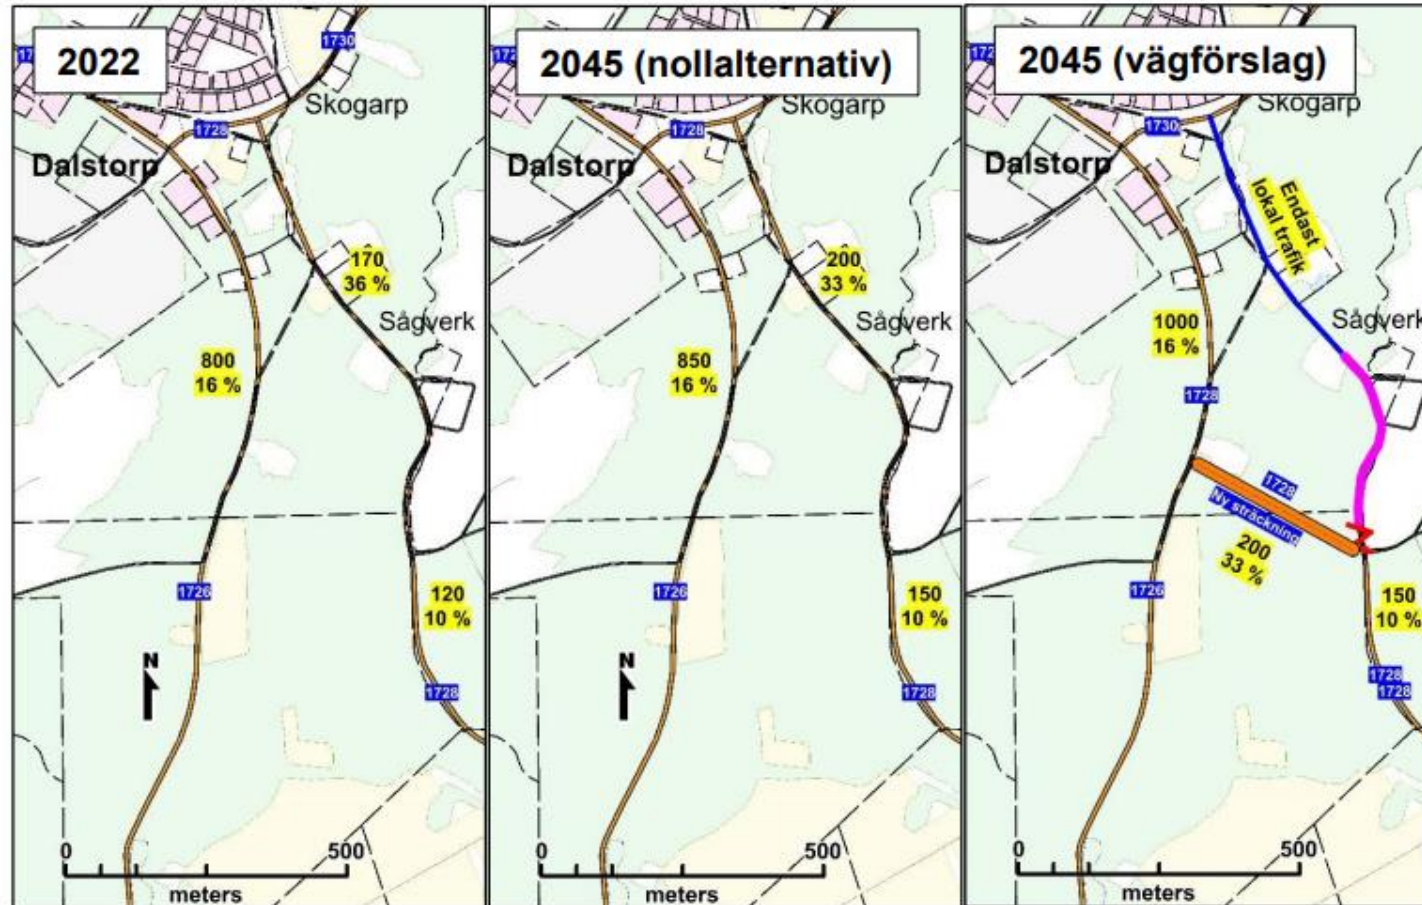 2022
1730
Skogarp
1728
Dalstorp
170
36 %
Sågverk
800
16 %
1726
120
10 %
N
1728
0
500
meters
2045 (nollalternativ)
Skogarp
1728
Dalstorp
200
33 %
Sågverk
850
16 %
1726
150
10 %
N
1728
0
500
meters
2045 (vägförslag)
Skogarp
1730
Dalstorp
Endast
lokal trafik
1000
16 %
Sågverk
1728
1728
Ny sträckning
200
33 %
1726
150
10 %
1728
1728
0
500
meters